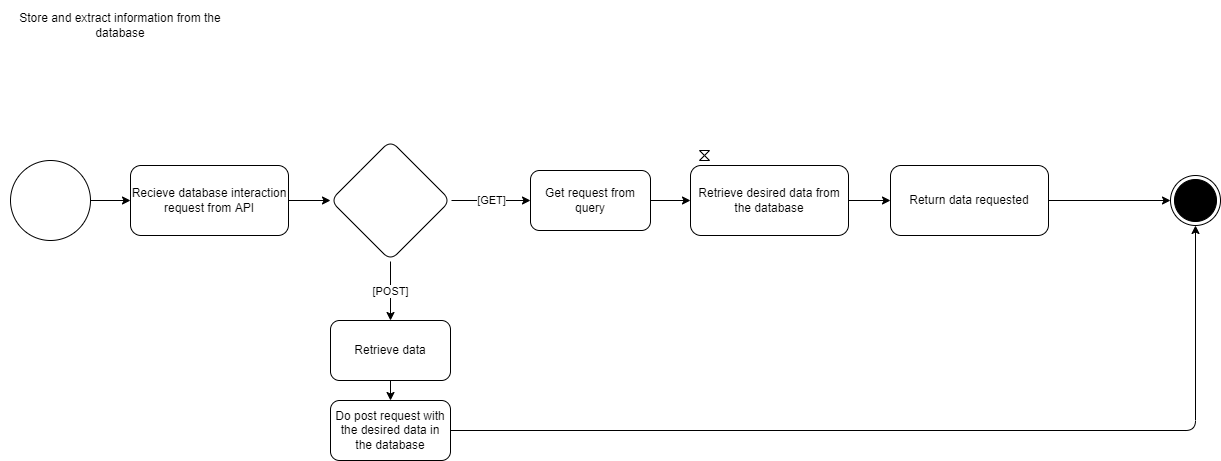 Store and extract information from the
database
Recieve database interaction
request from API
[GET]
Get request from
query
Retrieve desired data from
the database
Return data requested
[POST]
Retrieve data
Do post request with
the desired data in
the database